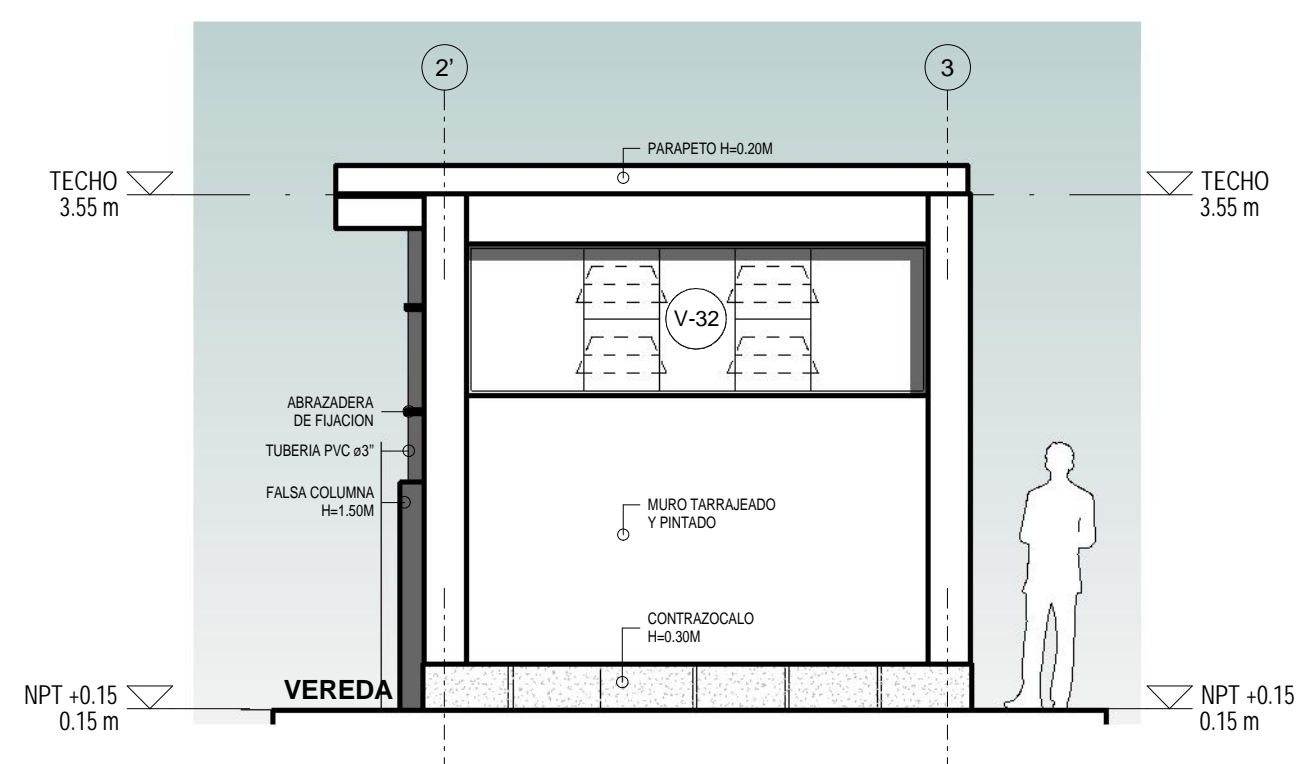 2’
3
PARAPETO H=0.20M
TECHO
3.55 m
TECHO
3.55 m
V-32
ABRAZADERA
DE FIJACION
TUBERIA PVC ø3"
FALSA COLUMNA
H=1.50M
MURO TARRAJEADO
Y PINTADO
CONTRAZOCALO
H=0.30M
VEREDA
NPT +0.15
0.15 m
NPT +0.15
0.15 m